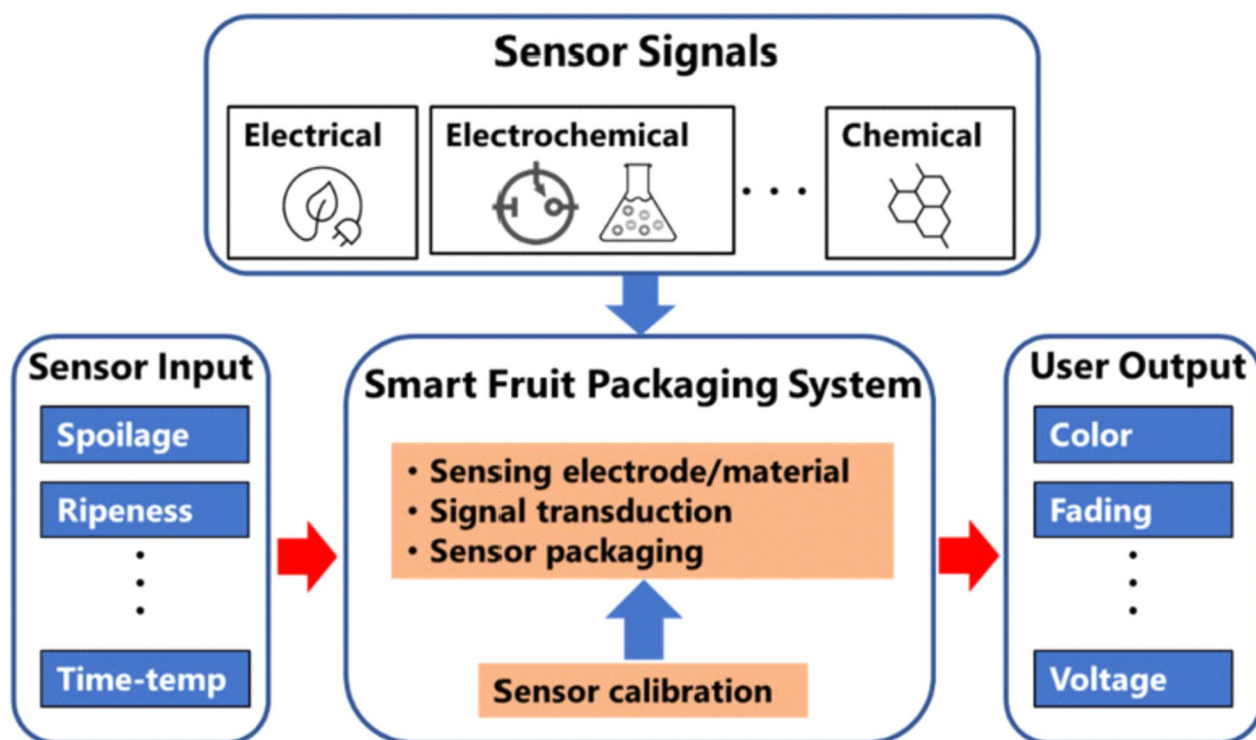 Sensor Signals
Electrical
Electrochemical
. . .
Chemical
Sensor Input
Spoilage
Ripeness
Time-temp
Smart Fruit Packaging System
· Sensing electrode/material
· Signal transduction
· Sensor packaging
Sensor calibration
User Output
Color
Fading
Voltage